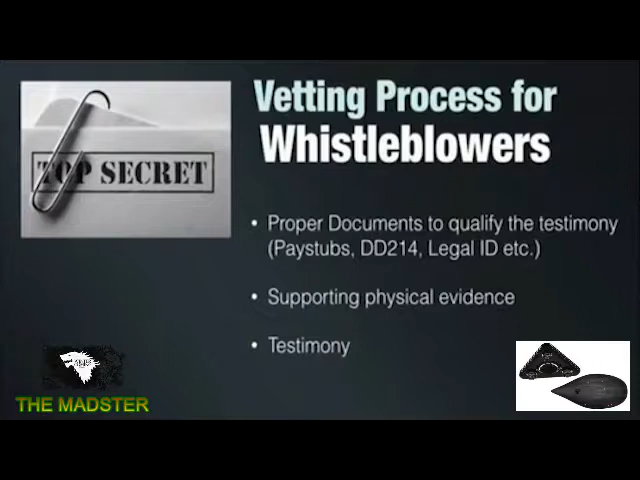 Vetting Process for
Whistleblowers
TOP SECRET
• Proper Documents to qualify the testimony
(Paystubs, DD214, Legal ID etc.)
• Supporting physical evidence
• Testimony
THE MADSTER